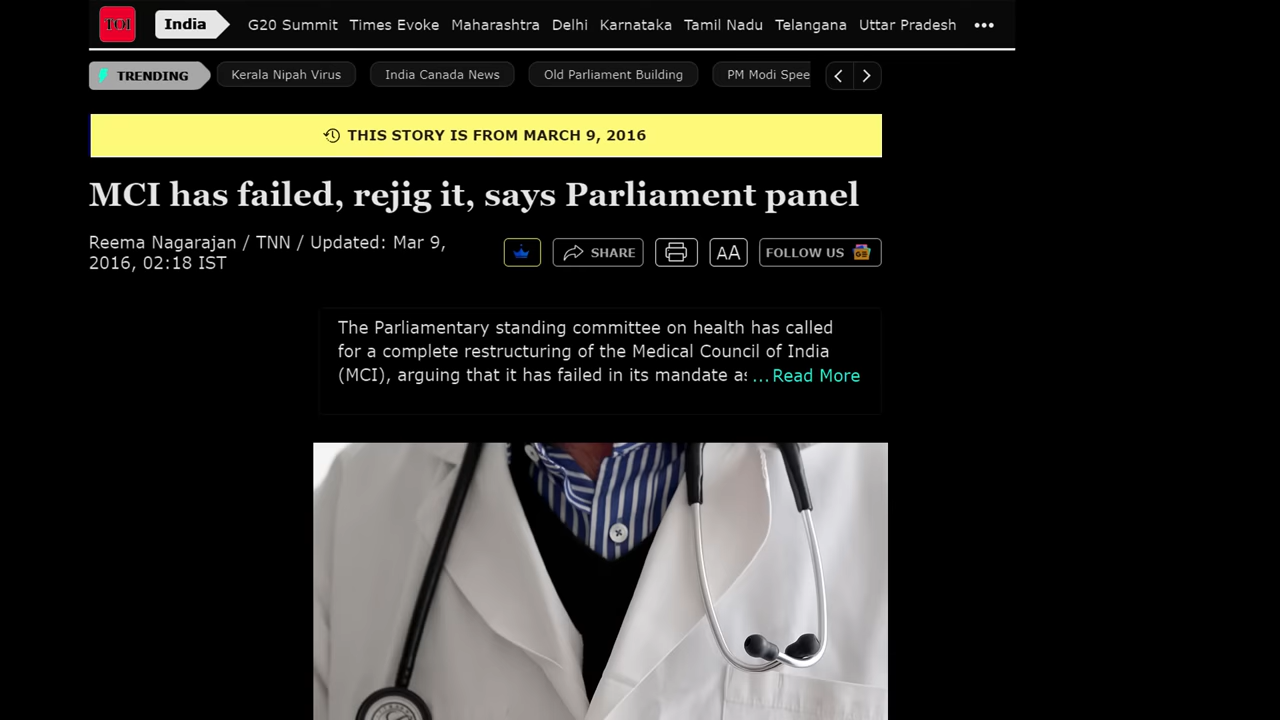 TOI India G20 Summit Times Evoke Maharashtra Delhi Karnataka Tamil Nadu Telangana Uttar Pradesh •••
TRENDING Kerala Nipah Virus India Canada News Old Parliament Building PM Modi Spee
THIS STORY IS FROM MARCH 9, 2016
MCI has failed, rejig it, says Parliament panel
Reema Nagarajan / TNN / Updated: Mar 9,
2016, 02:18 IST
SHARE AA FOLLOW US GE
The Parliamentary standing committee on health has called
for a complete restructuring of the Medical Council of India
(MCI), arguing that it has failed in its mandate as ... Read More